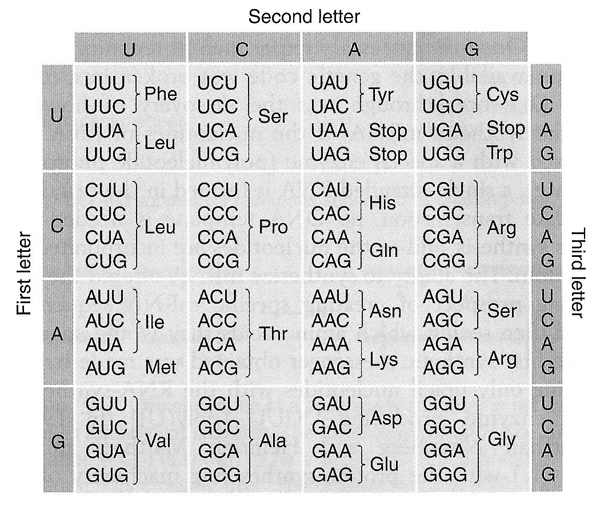 Second letter
U C A G
UUU UCU UAU UGU U
Phe Tyr Cys
UUC UCC UAC UGC C
Ser
UUA UCA UAA Stop UGA Stop A
Leu
U UUG UCG UAG Stop UGG Trp G
CUU CCU CAU CGU U
His
CUC CCC CAC CGC C
Leu Pro Arg
CUA CCA CAA CGA A
Gln
C CUG CCG CAG CGG G
AUU ACU AAU AGU U
Asn Ser
AUC Ile ACC AAC AGC C
Thr
AUA ACA AAA AGA A
Lys Arg
A AUG Met ACG AAG AGG G
GUU GCU GAU GGU U
Asp
GUC GCC GAC GGC C
Val Ala Gly
GUA GCA GAA GGA A
Glu
G GUG GCG GAG GGG G
First letter
Third letter